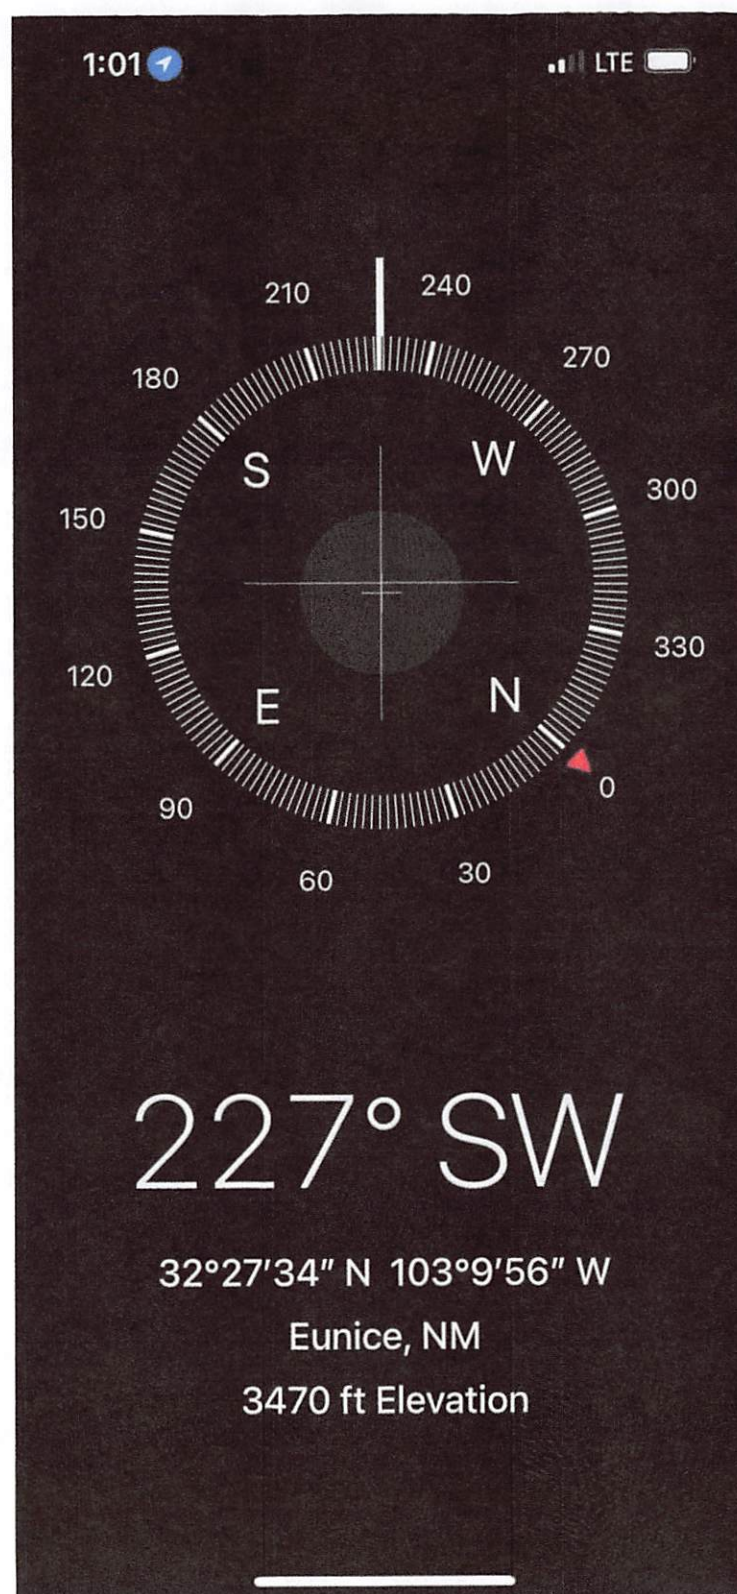 1:01 LTE
210 240
180 270
S W
150 300
120 330
E N
90 0
60 30
227° SW
32°27'34" N 103°9'56" W
Eunice, NM
3470 ft Elevation